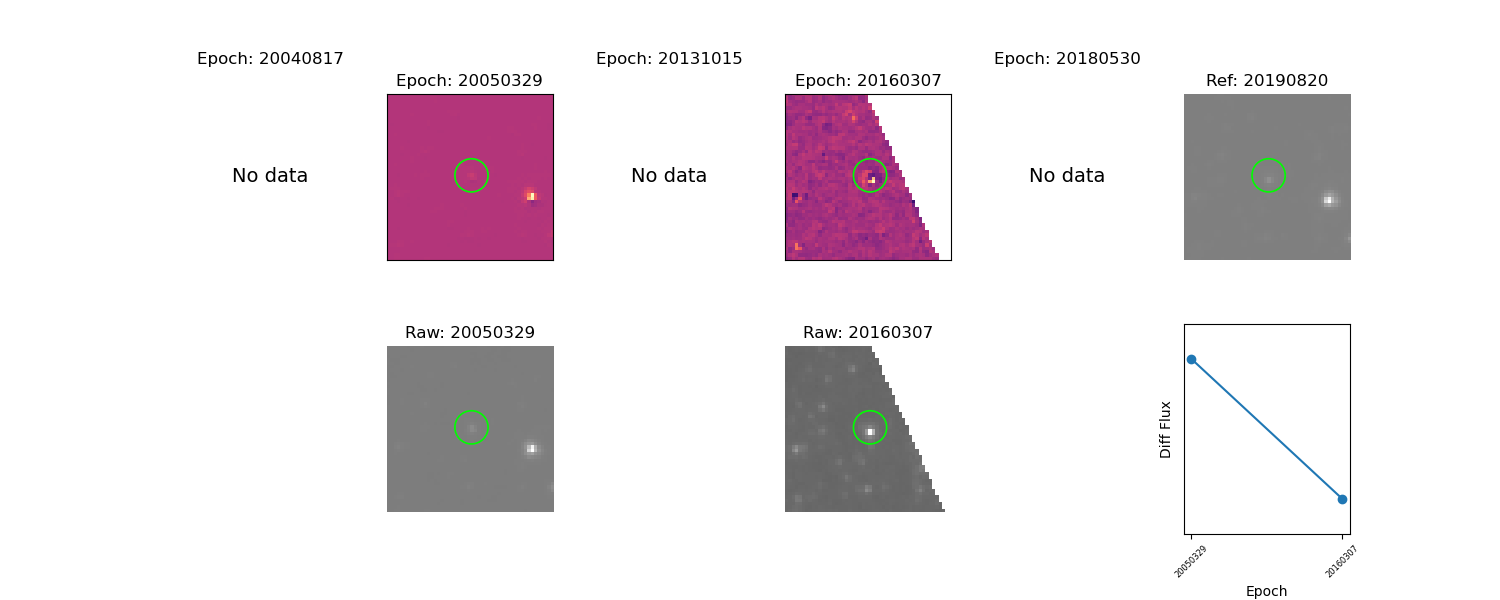 Epoch: 20040817
Epoch: 20050329
Epoch: 20131015
Epoch: 20160307
Epoch: 20180530
Ref: 20190820
No data
No data
No data
Raw: 20050329
Raw: 20160307
Diff Flux
20050329
20160307
Epoch